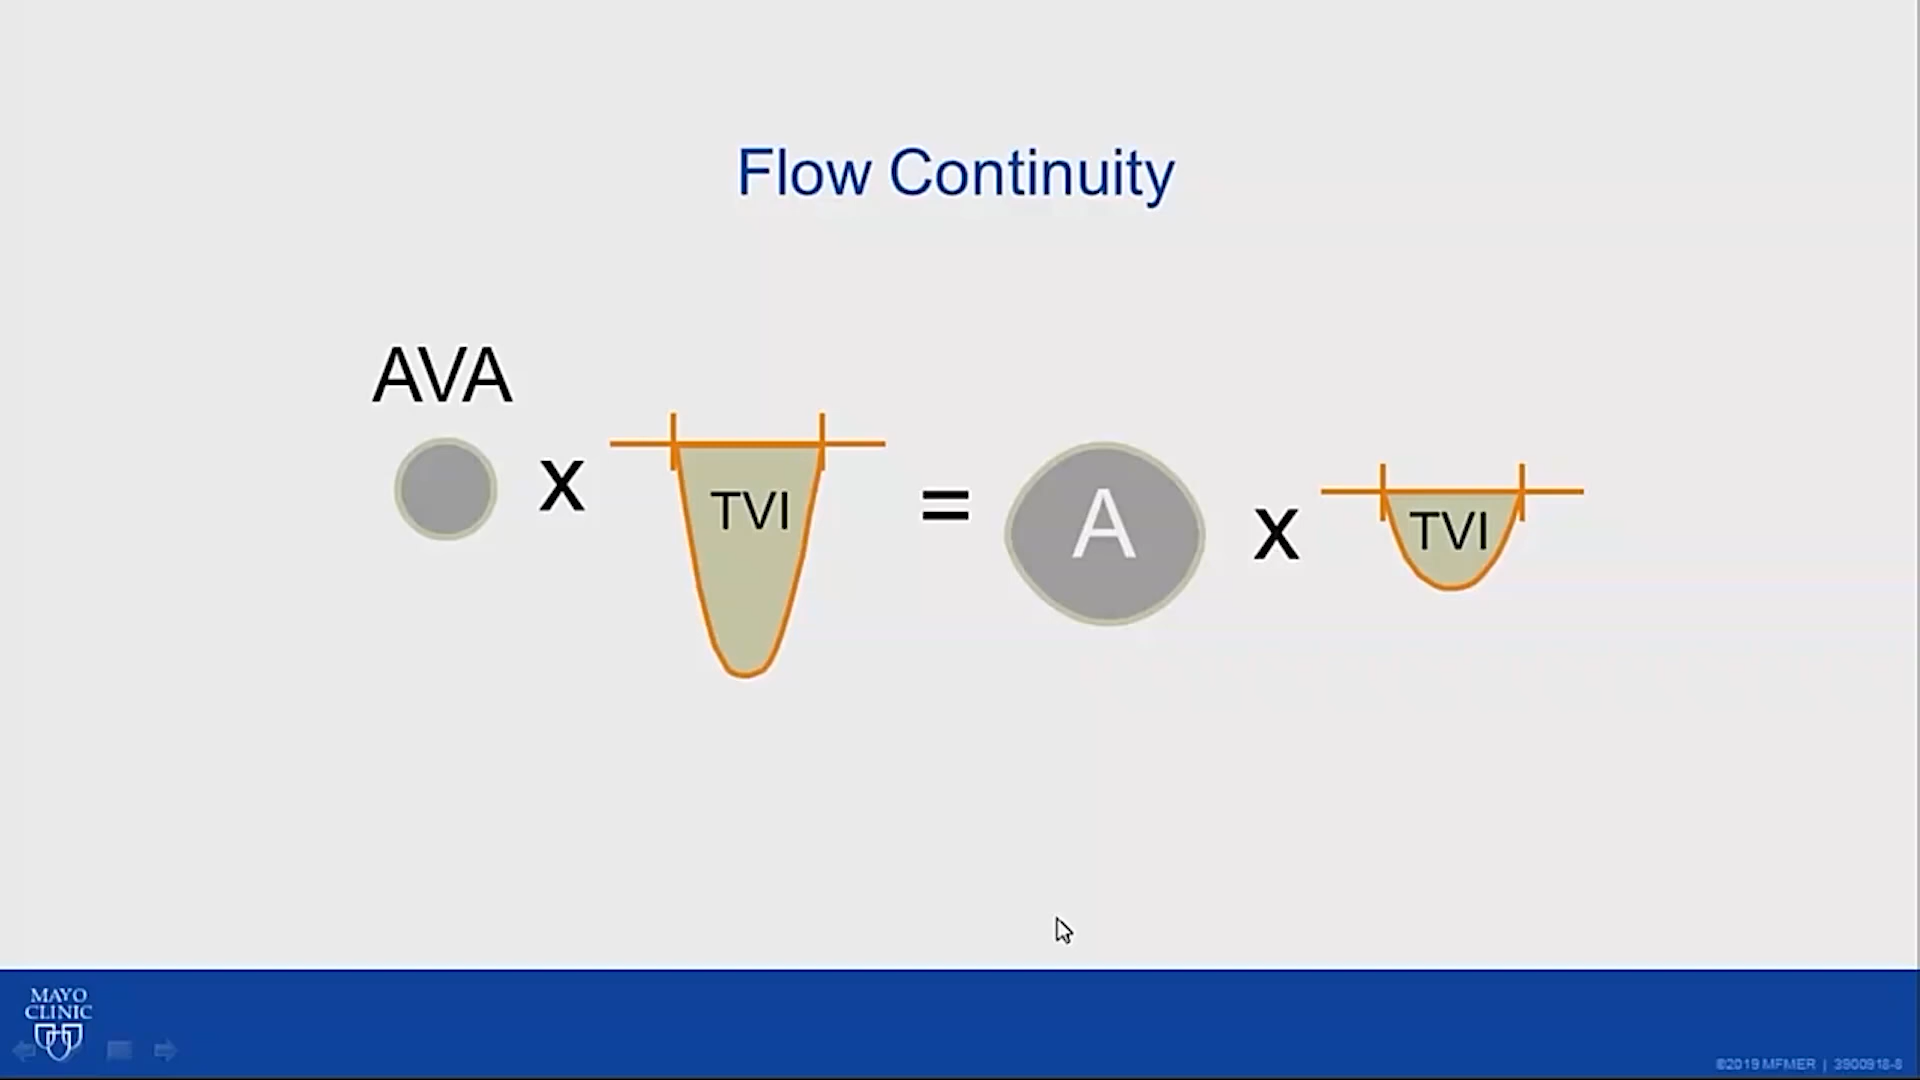 Flow Continuity
AVA
x TVI = A x TVI
MAYO
CLINIC
©2019 MFMER | 3900918-8